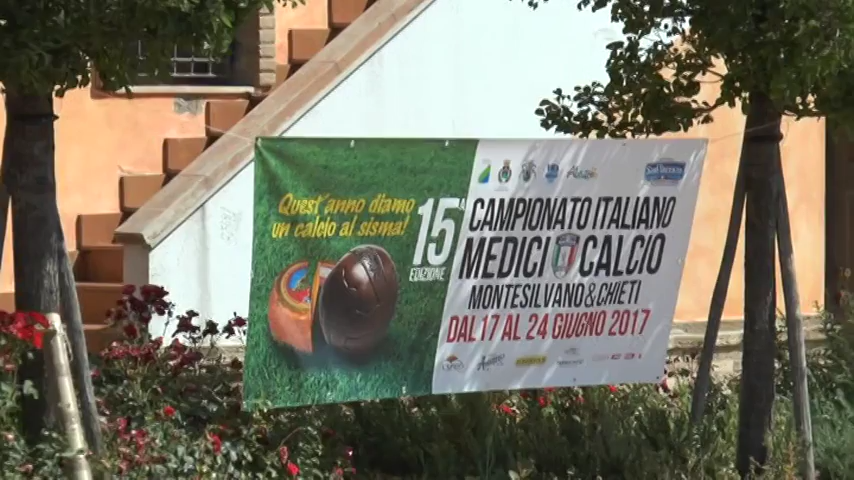 Quest'anno diamo
un calcio al sisma!
15ª
EDIZIONE
CAMPIONATO ITALIANO
MEDICI CALCIO
MONTESILVANO&CHIETI
DAL 17 AL 24 GIUGNO 2017